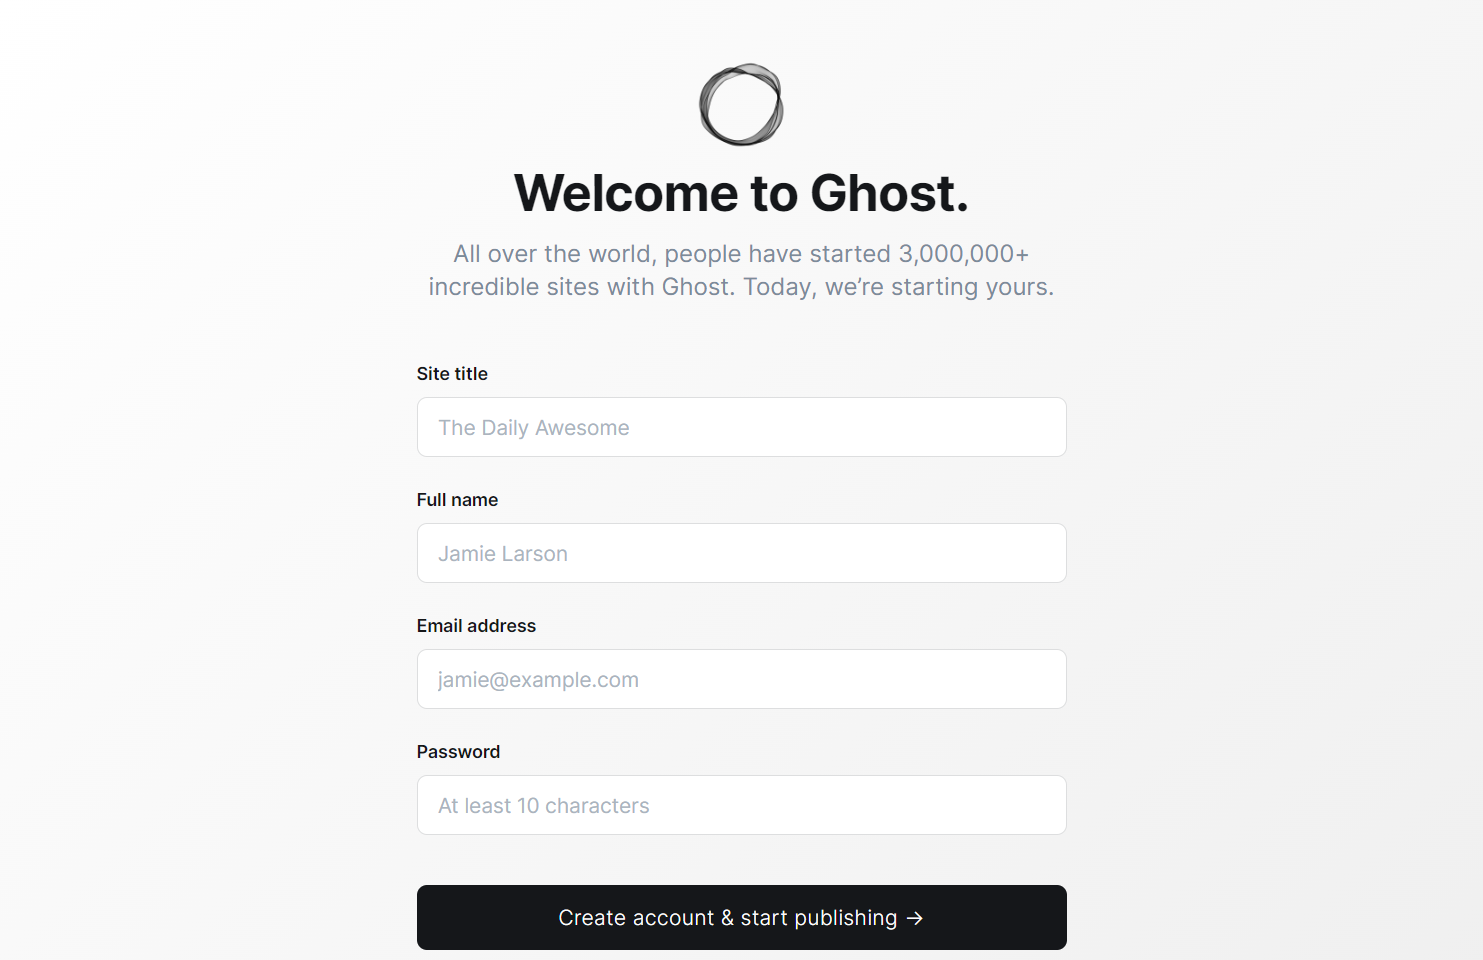 Welcome to Ghost.
All over the world, people have started 3,000,000+
incredible sites with Ghost. Today, we’re starting yours.
Site title
The Daily Awesome
Full name
Jamie Larson
Email address
jamie@example.com
Password
At least 10 characters
Create account & start publishing →